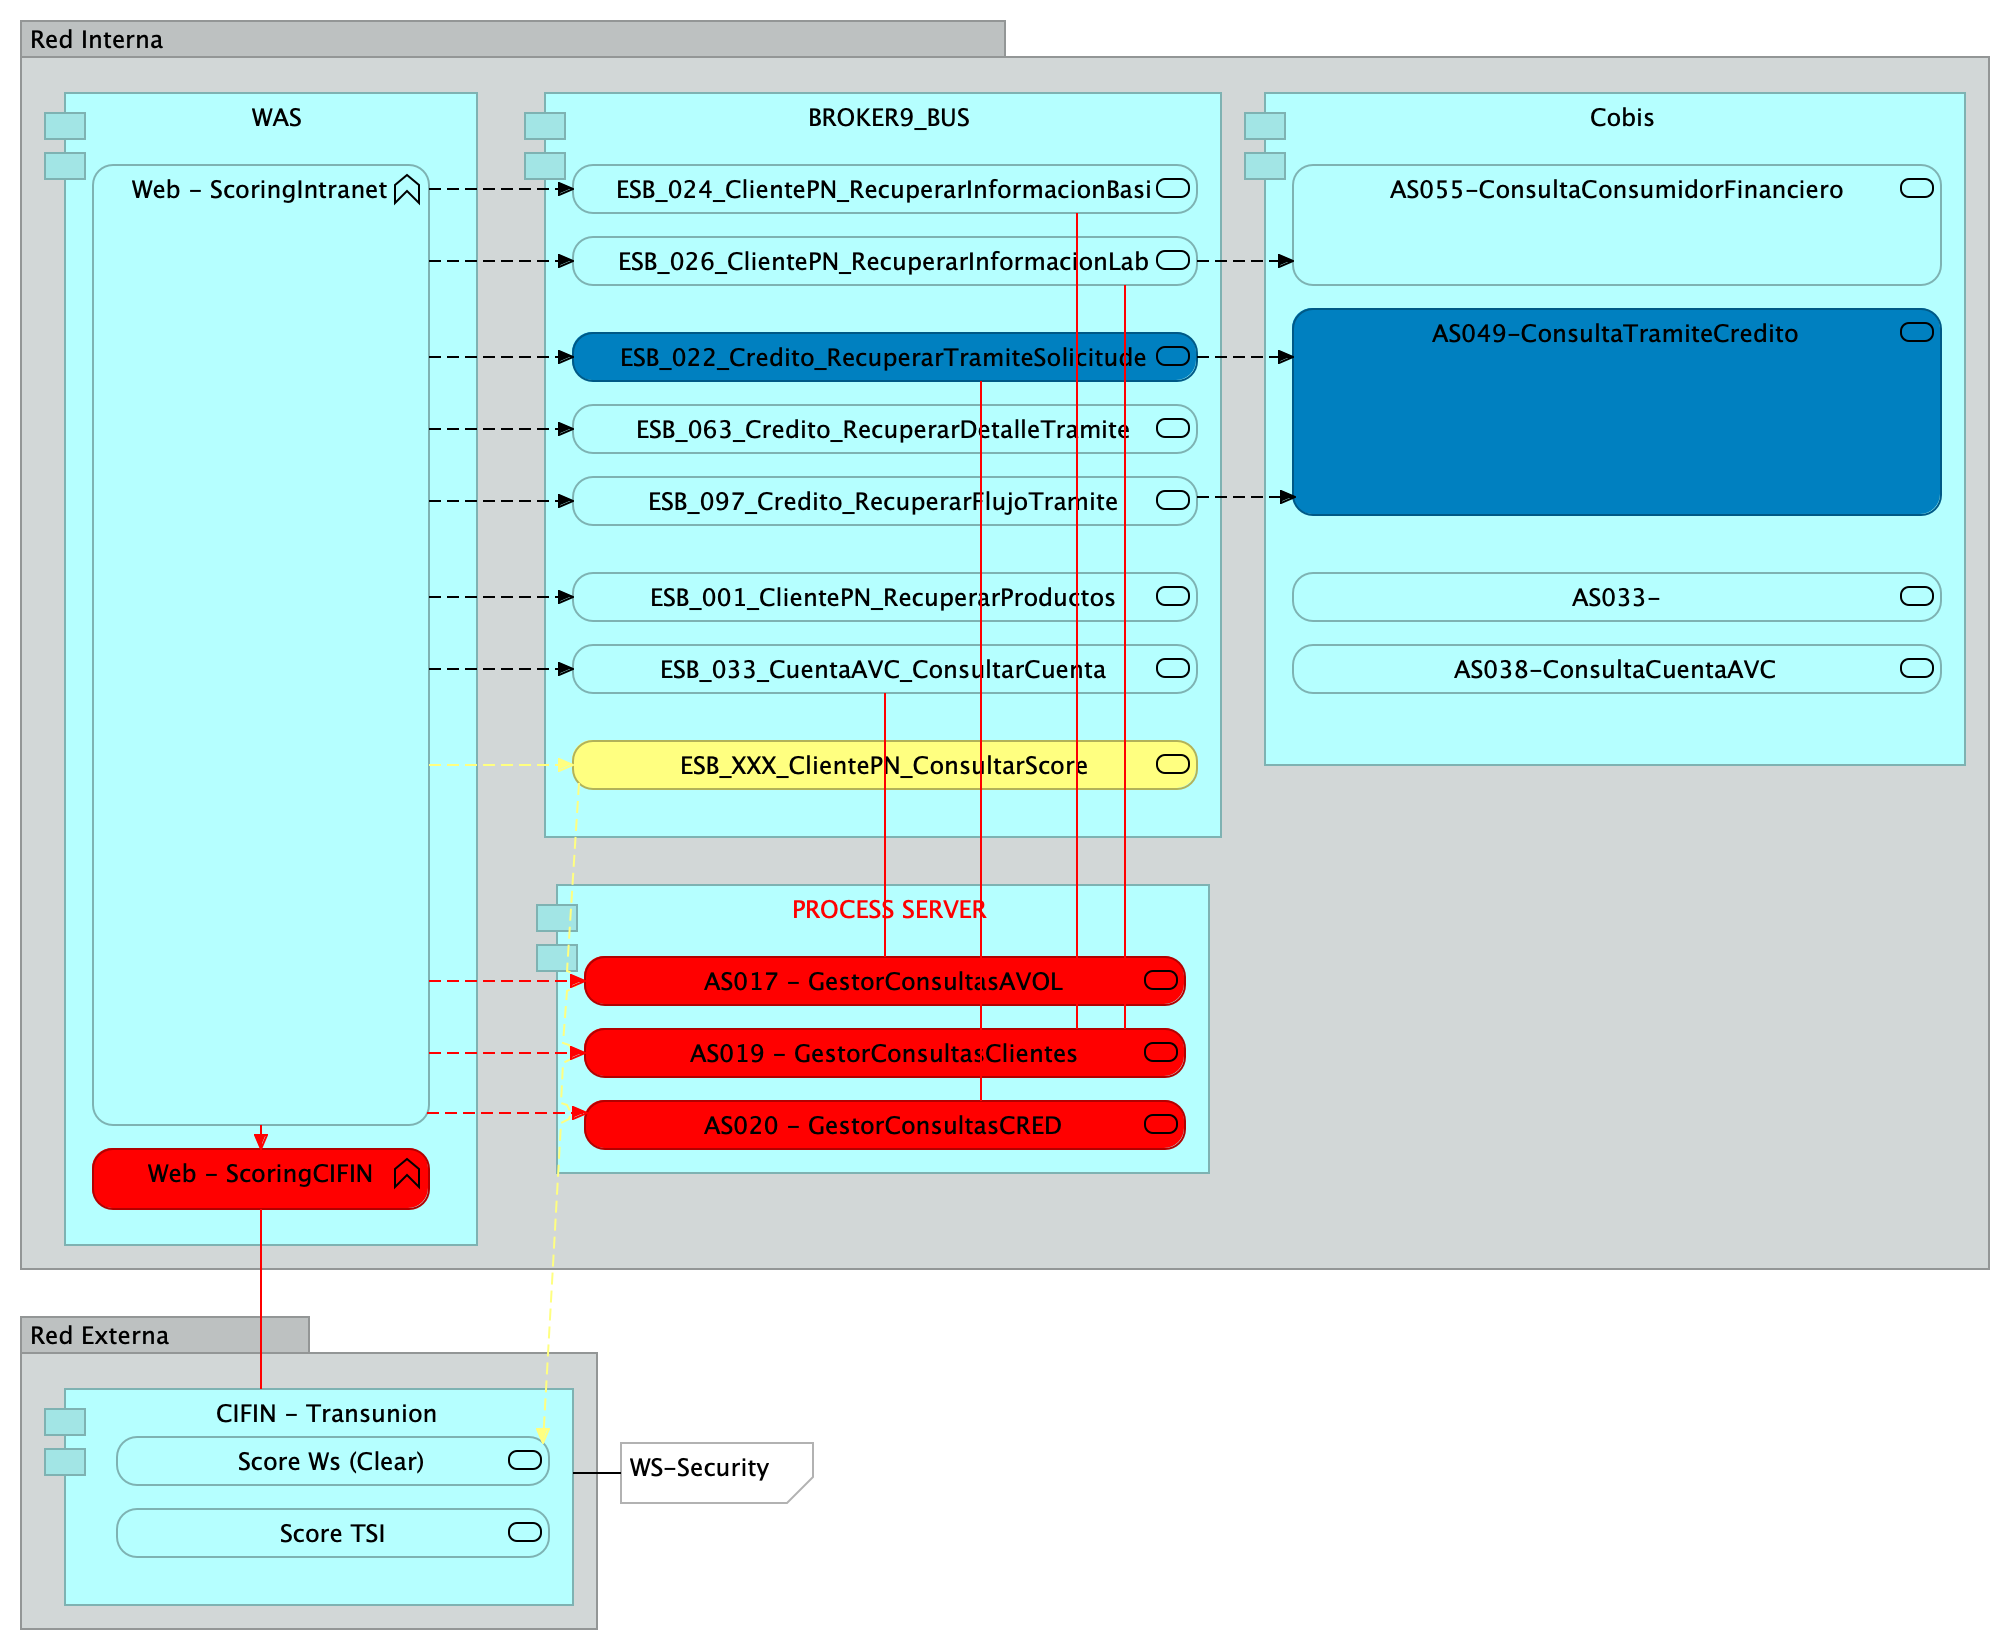 Red Interna
WAS
Web - ScoringIntranet
BROKER9_BUS
ESB_024_ClientePN_RecuperarInformacionBasi
ESB_026_ClientePN_RecuperarInformacionLab
ESB_022_Credito_RecuperarTramiteSolicitude
ESB_063_Credito_RecuperarDetalleTramite
ESB_097_Credito_RecuperarFlujoTramite
ESB_001_ClientePN_RecuperarProductos
ESB_033_CuentaAVC_ConsultarCuenta
ESB_XXX_ClientePN_ConsultarScore
Cobis
AS055-ConsultaConsumidorFinanciero
AS049-ConsultaTramiteCredito
AS033-
AS038-ConsultaCuentaAVC
PROCESS SERVER
AS017 - GestorConsultasAVOL
AS019 - GestorConsultasClientes
AS020 - GestorConsultasCRED
Web - ScoringCIFIN
Red Externa
CIFIN - Transunion
Score Ws (Clear)
Score TSI
WS-Security